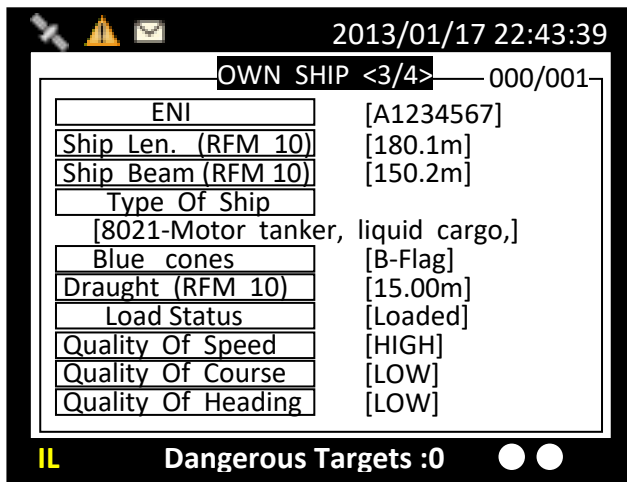 2013/01/17 22:43:39
OWN SHIP <3/4> 000/001
ENI [A1234567]
Ship Len. (RFM 10) [180.1m]
Ship Beam (RFM 10) [150.2m]
Type Of Ship
[8021-Motor tanker, liquid cargo,]
Blue cones [B-Flag]
Draught (RFM 10) [15.00m]
Load Status [Loaded]
Quality Of Speed [HIGH]
Quality Of Course [LOW]
Quality Of Heading [LOW]
IL Dangerous Targets :0